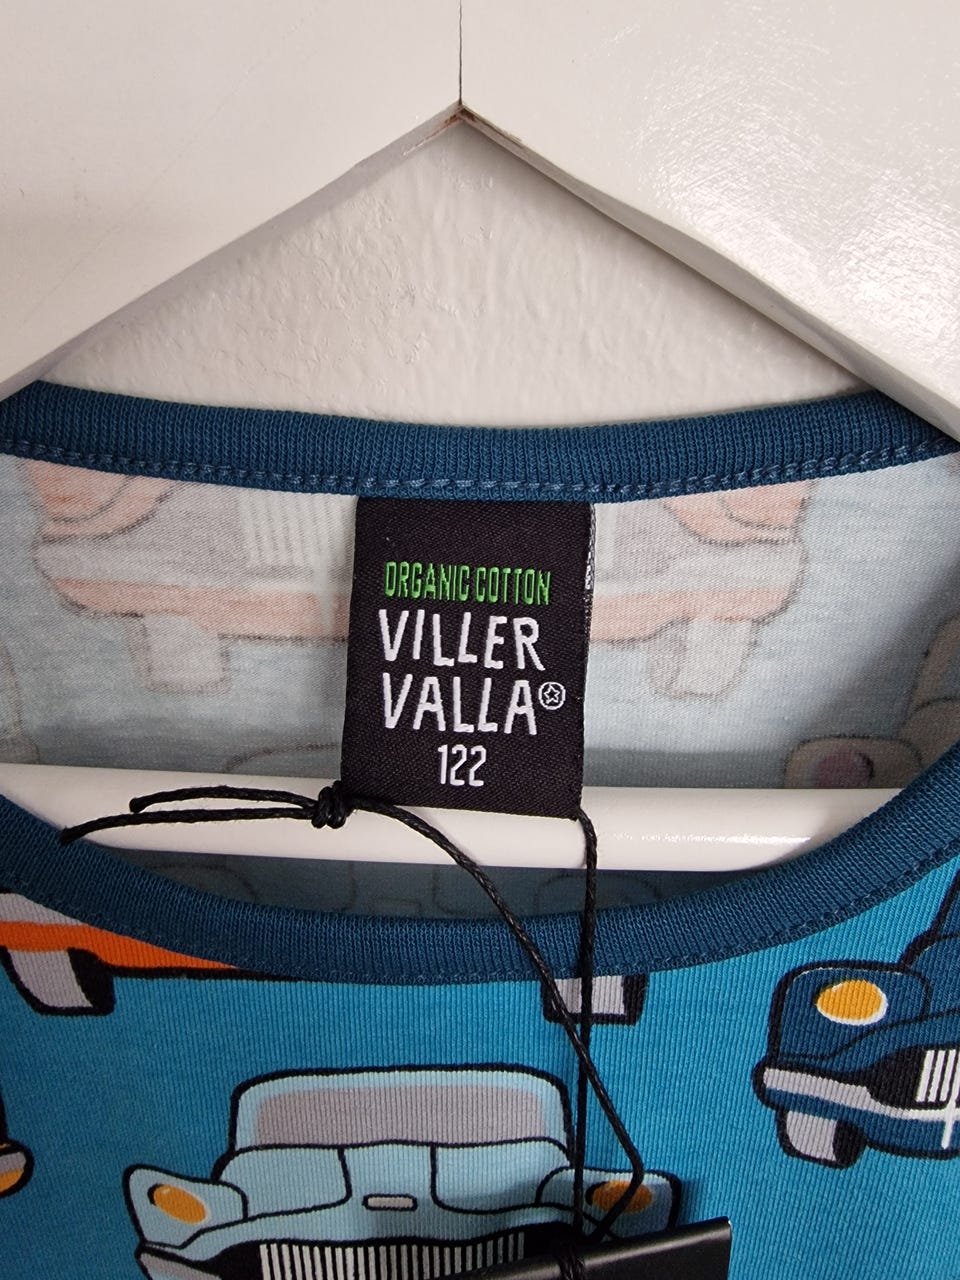 ORGANIC COTTON
VILLER
VALLA®
122